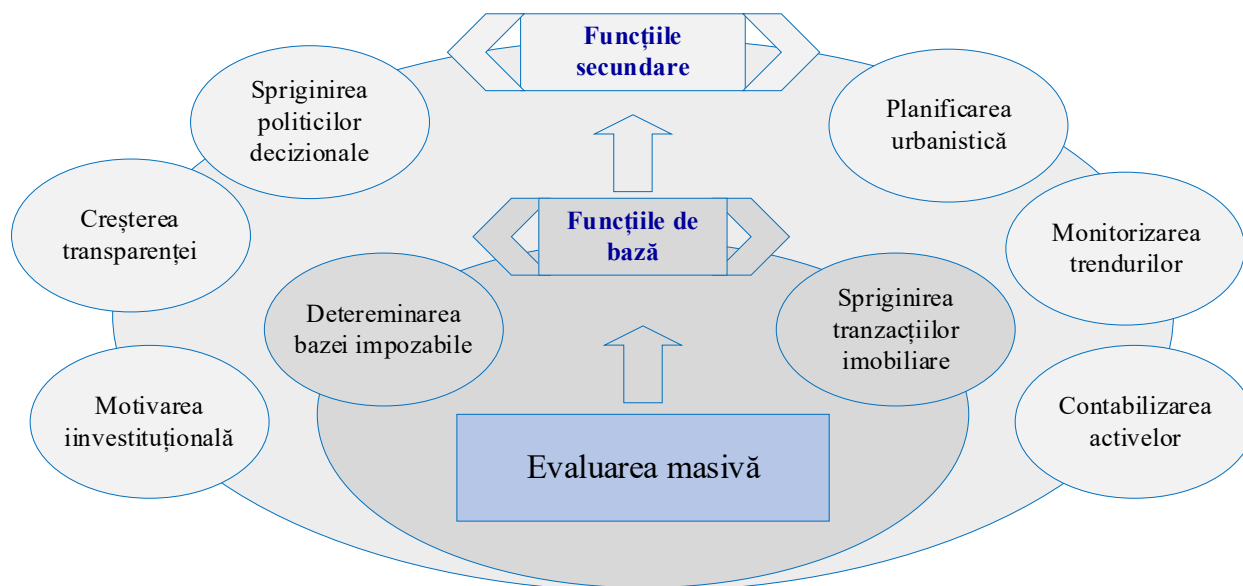 Funcțiile
secundare
Spriginirea
politicilor
decizionale
Planificarea
urbanistică
Creșterea
transparenței
Funcțiile de
bază
Monitorizarea
trendurilor
Detereminarea
bazei impozabile
Spriginirea
tranzacțiilor
imobiliare
Motivarea
iinvestituțională
Contabilizarea
activelor
Evaluarea masivă